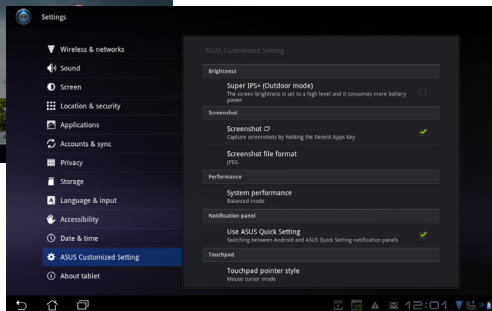 Settings
Wireless & networks
Sound
Screen
Location & security
Applications
Accounts & sync
Privacy
Storage
Language & input
Accessibility
Date & time
ASUS Customized Setting
About tablet
ASUS Customized Setting
Brightness
Super IPS+ (Outdoor mode)
The screen brightness is set to a high level and it consumes more battery
power
Screenshot
Screenshot
Capture screenshots by holding the Recent Apps Key
Screenshot file format
JPEG
Performance
System performance
Balanced mode
Notification panel
Use ASUS Quick Setting
Switching between Android and ASUS Quick Setting notification panels
Touchpad
Touchpad pointer style
Mouse cursor mode
12:01